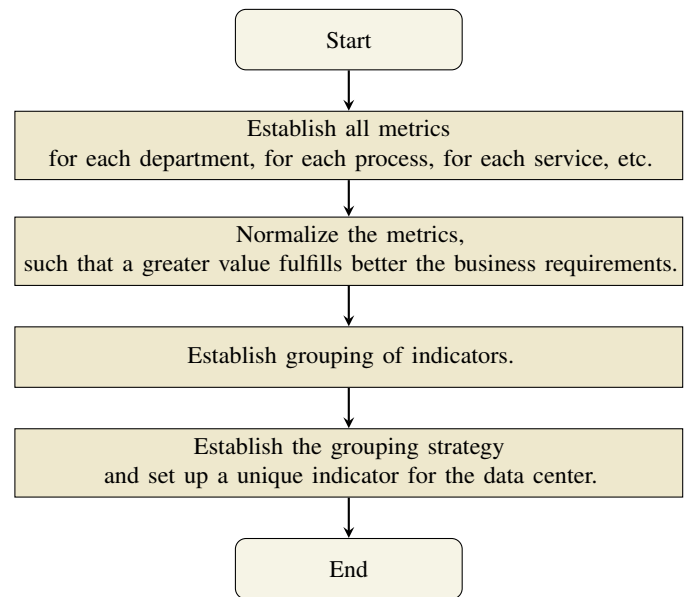 Start
Establish all metrics
for each department, for each process, for each service, etc.
Normalize the metrics,
such that a greater value fulfills better the business requirements.
Establish grouping of indicators.
Establish the grouping strategy
and set up a unique indicator for the data center.
End